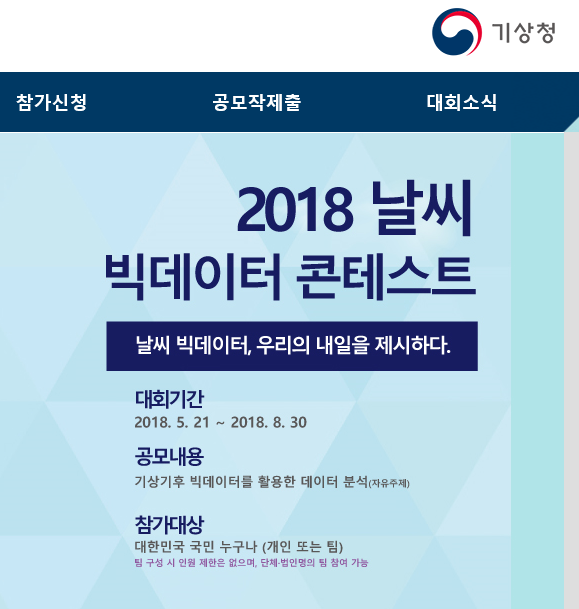 기상청
참가신청 공모작제출 대회소식
2018 날씨
빅데이터 콘테스트
날씨 빅데이터, 우리의 내일을 제시하다.
대회기간
2018. 5. 21 ~ 2018. 8. 30
공모내용
기상기후 빅데이터를 활용한 데이터 분석(자유주제)
참가대상
대한민국 국민 누구나 (개인 또는 팀)
팀 구성 시 인원 제한은 없으며, 단체·법인명의 팀 참여 가능